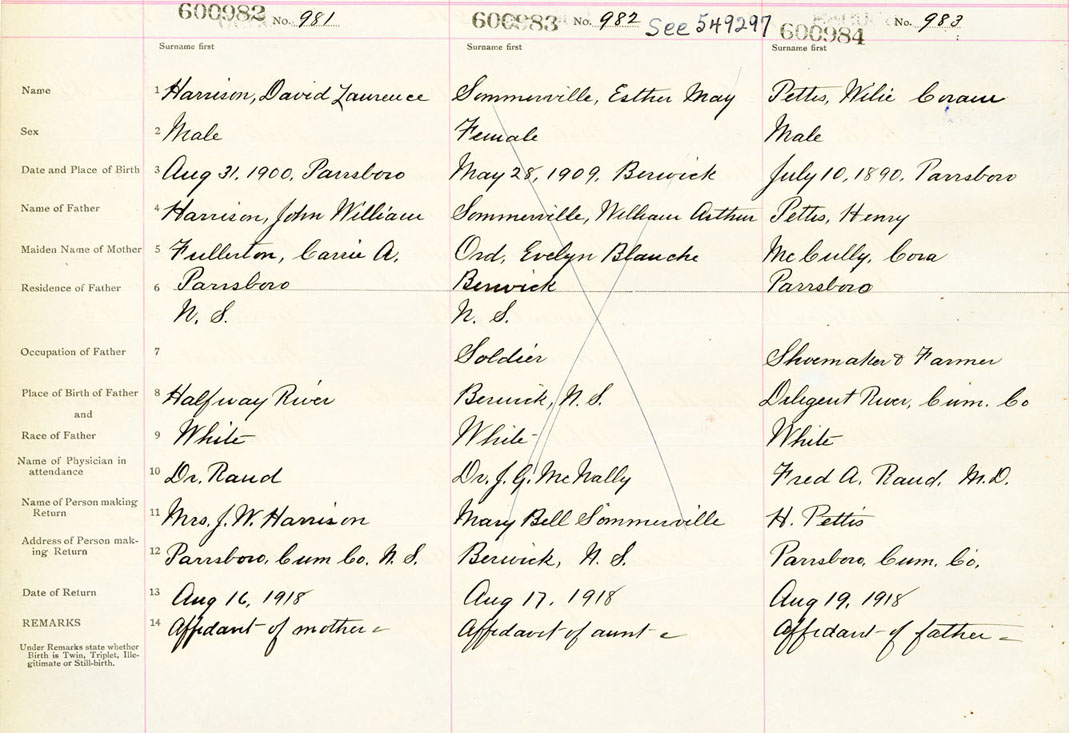 600982 No. 981 600983 No. 982 See 549297 600984 No. 983
Surname first Surname first Surname first
Name 1 Harrison, David Laurence Sommerville, Esther May Pettis, Wilie Coram
Sex 2 Male Female Male
Date and Place of Birth 3 Aug 31, 1900, Parrsboro May 28, 1909, Berwick July 10, 1890, Parrsboro
Name of Father 4 Harrison, John William Sommerville, William Arthur Pettis, Henry
Maiden Name of Mother 5 Fullerton, Carrie A. Ord, Evelyn Blanche McCully, Cora
Residence of Father 6 Parrsboro Berwick Parrsboro
N. S. N. S.
Occupation of Father 7 Soldier Shoemaker & Farmer
Place of Birth of Father 8 Halfway River Berwick, N. S. Diligent River, Cum. Co
and
Race of Father 9 White White White
Name of Physician in attendance 10 Dr. Rand Dr. J. G. McNally Fred A. Rand, M.D.
Name of Person making Return 11 Mrs. J. W. Harrison Mary Bell Sommerville H. Pettis
Address of Person mak-
ing Return 12 Parrsboro, Cum Co. N. S. Berwick, N. S. Parrsboro, Cum. Co.
Date of Return 13 Aug 16, 1918 Aug 17, 1918 Aug 19, 1918
REMARKS 14 Affidavit of mother Affidavit of aunt Affidavit of father
Under Remarks state whether
Birth is Twin, Triplet, Ille-
gitimate or Still-birth.